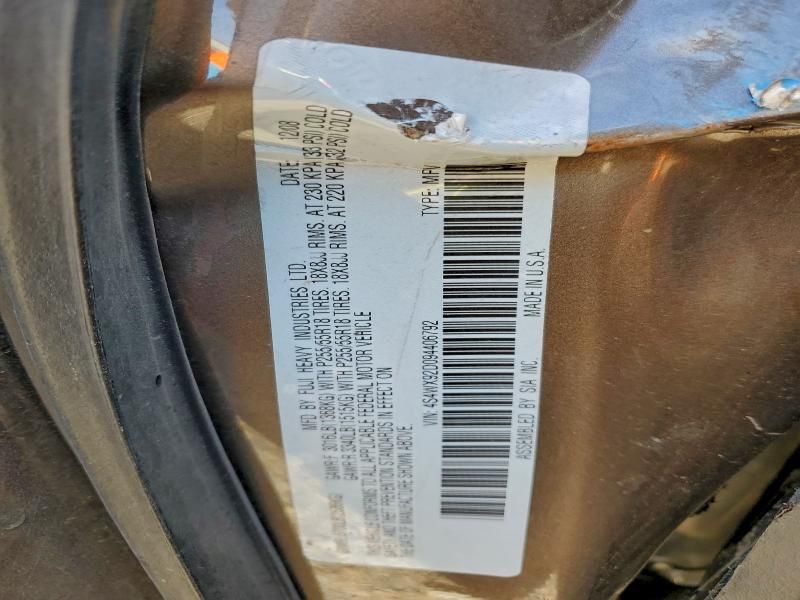 MFD BY FUJI HEAVY INDUSTRIES LTD. DATE: 12/08
GAWR:F 3016LB(1368KG) WITH P255/55R18 TIRES, 18X8JJ RIMS, AT 230 KPA(33 PSI) COLD
GAWR:R 3340LB(1515KG) WITH P255/55R18 TIRES, 18X8JJ RIMS, AT 220 KPA(32 PSI) COLD
THIS VEHICLE CONFORMS TO ALL APPLICABLE FEDERAL MOTOR VEHICLE
SAFETY AND THEFT PREVENTION STANDARDS IN EFFECT ON
THE DATE OF MANUFACTURE SHOWN ABOVE.
VIN: 4S4WX92D094406792 TYPE: MPV
ASSEMBLED BY SIA INC. MADE IN U.S.A.